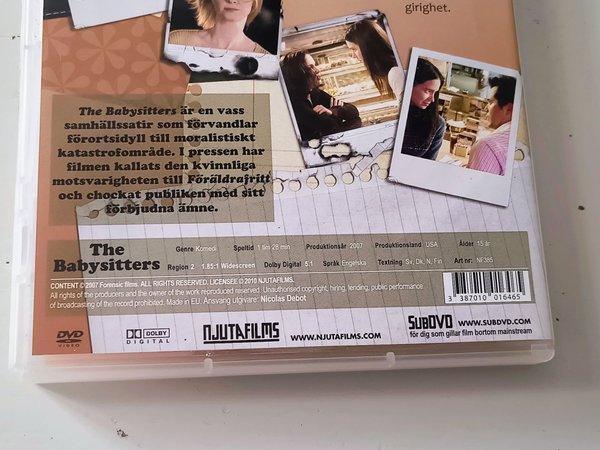 girighet.
The Babysitters är en vass
samhällssatir som förvandlar
förortsidyll till moralistiskt
katastrofområde. I pressen har
filmen kallats den kvinnliga
motsvarigheten till Föräldrafritt
och chockat publiken med sitt
förbjudna ämne.
The
Babysitters
Genre Komedi Speltid 1 tim 28 min Produktionsår 2007 Produktionsland USA Ålder 15 år
Region 2 1.85:1 Widescreen Dolby Digital 5:1 Språk Engelska Textning Sv, Dk, N, Fin Art nr: NF385
CONTENT ©2007 Forensic films. ALL RIGHTS RESERVED. LICENSEE © 2010 NJUTAFILMS.
All rights of the producers and the owner of the work recproduced reserved. Unauthorised copyright, hiring, lending, public performance
of broadcasting of the record prohibited. Made in E.U. Ansvarig utgivare: Nicolas Debot
3 387010 016465
DVD
VIDEO
DOLBY
DIGITAL
NJUTAFILMS
WWW.NJUTAFILMS.COM
SUBDVD
WWW.SUBDVD.COM
för dig som gillar film bortom mainstream